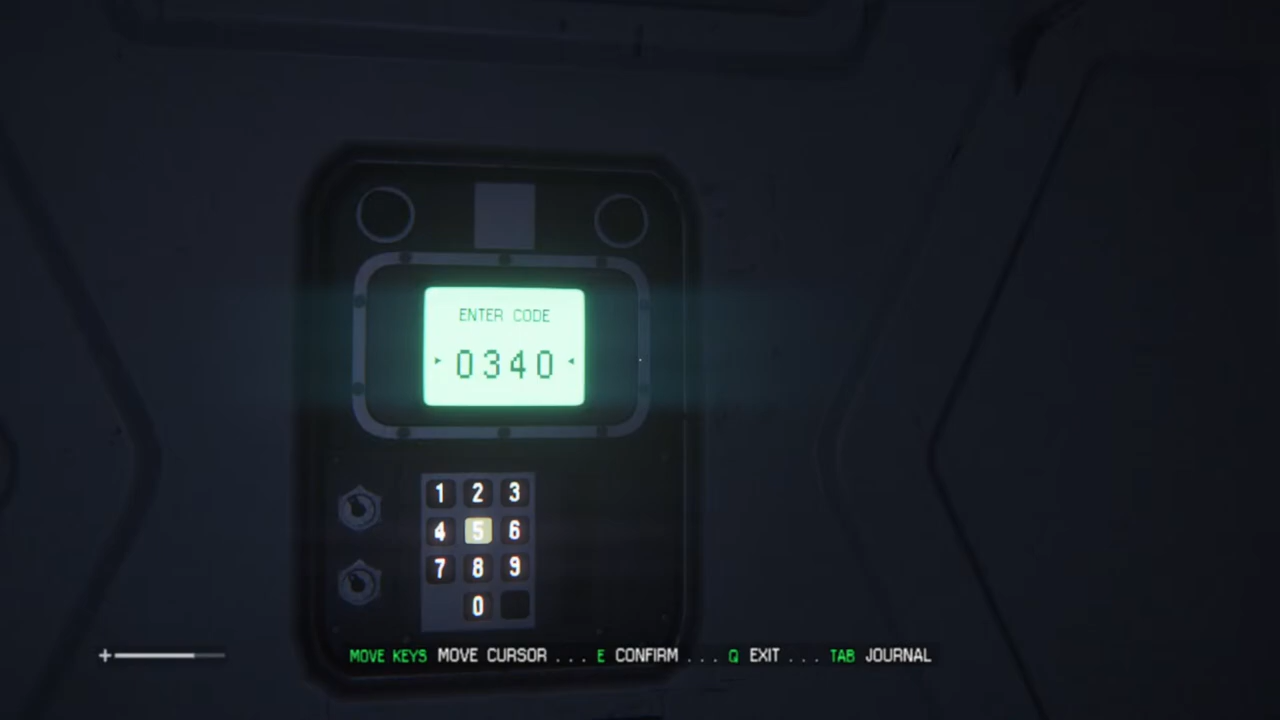 ENTER CODE
0340
1 2 3
4 5 6
7 8 9
0
MOVE KEYS MOVE CURSOR . . . E CONFIRM . . . Q EXIT . . . TAB JOURNAL